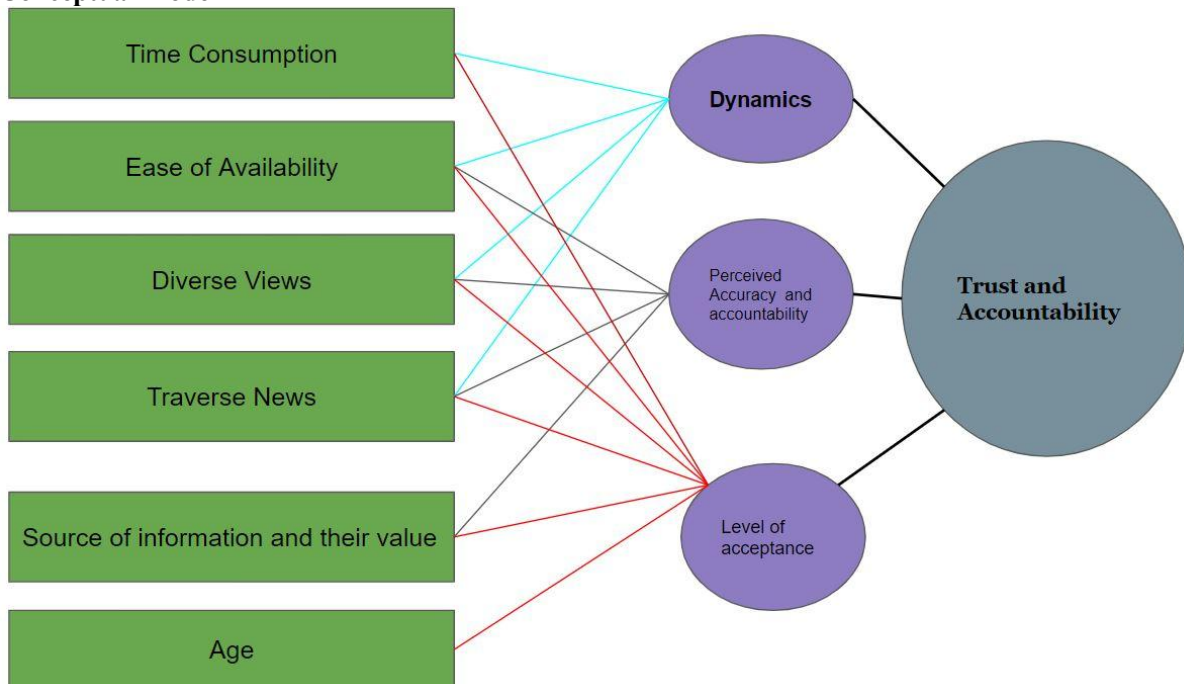 Time Consumption
Ease of Availability
Diverse Views
Traverse News
Source of information and their value
Age
Dynamics
Perceived
Accuracy and
accountability
Level of
acceptance
Trust and
Accountability